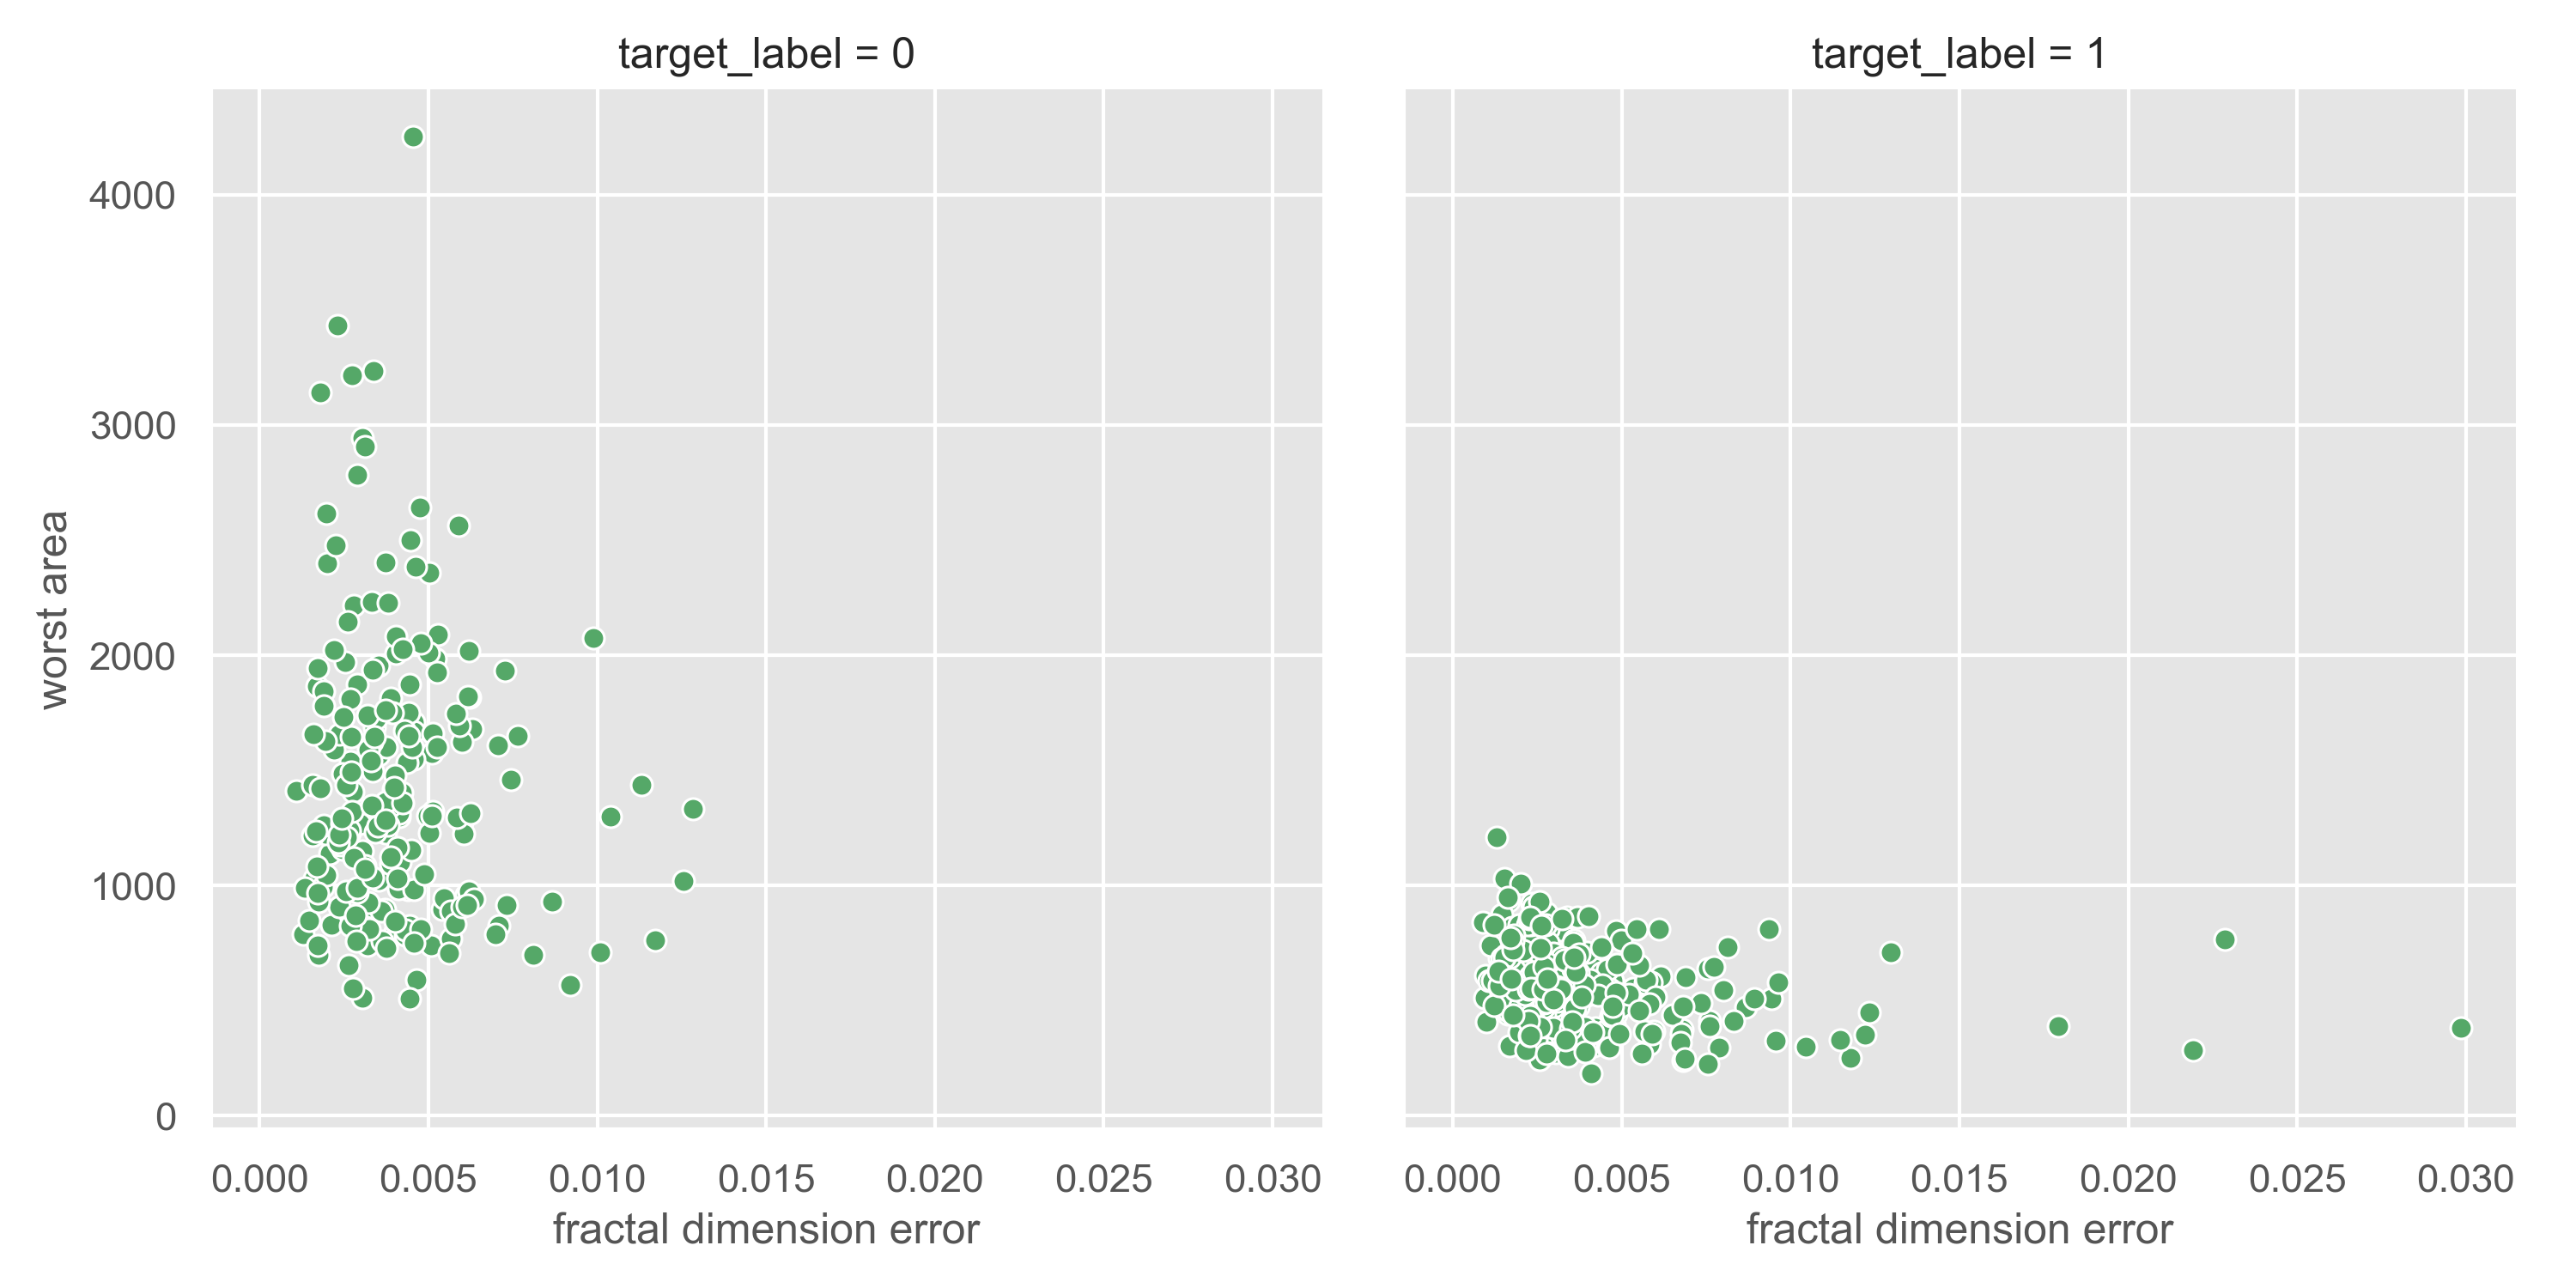 target_label = 0
target_label = 1
4000
3000
2000
1000
0
worst area
0.000 0.005 0.010 0.015 0.020 0.025 0.030
0.000 0.005 0.010 0.015 0.020 0.025 0.030
fractal dimension error
fractal dimension error